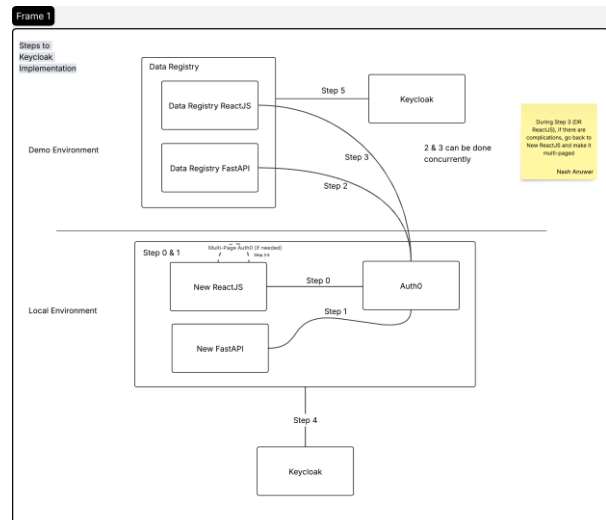 Frame 1
Steps to
Keycloak
Implementation
Data Registry
Data Registry ReactJS
Step 5
Keycloak
During Step 3 (DR
ReactJS), if there are
complications, go back to
New ReactJS and make it
multi-paged
Nash Anuwar
Demo Environment
2 & 3 can be done
concurrently
Step 3
Data Registry FastAPI
Step 2
Step 0 & 1
Multi-Page Auth0 (if needed)
New ReactJS
Step 0
Auth0
Local Environment
Step 1
New FastAPI
Step 4
Keycloak